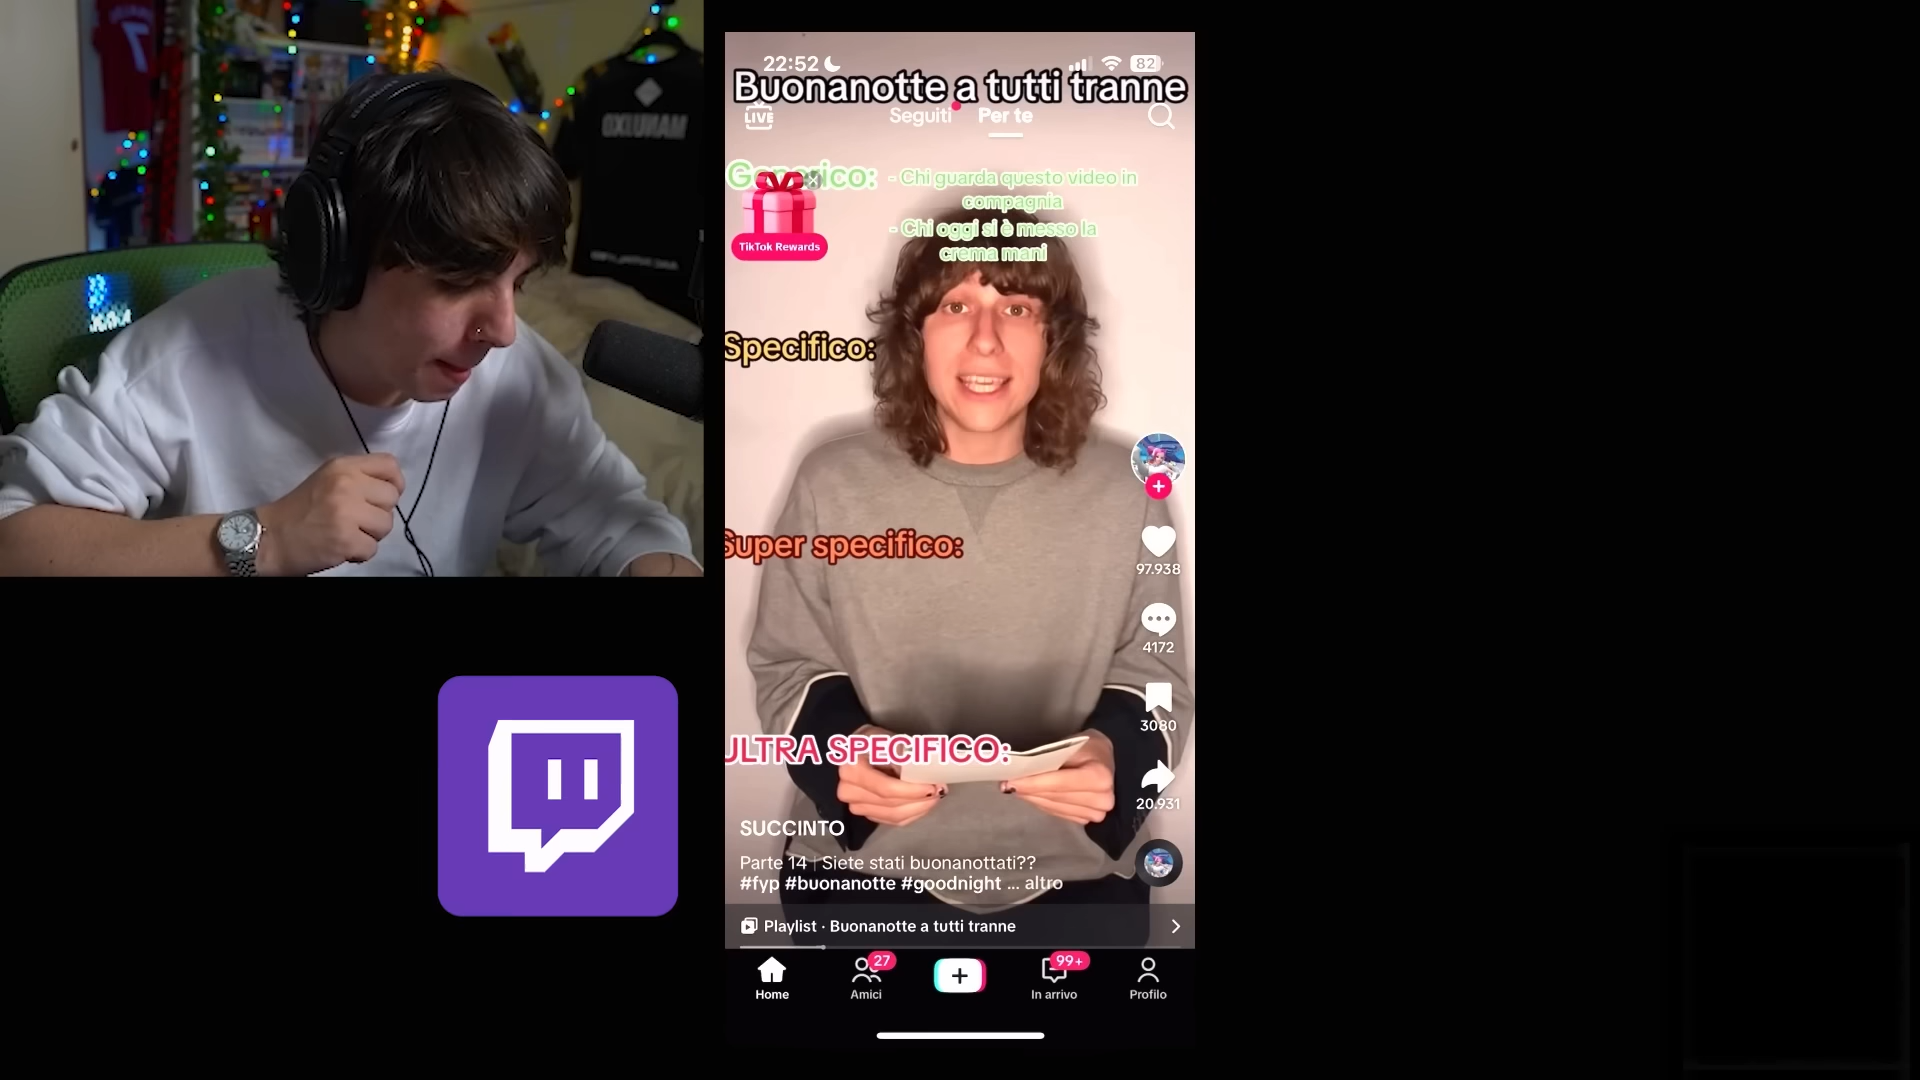 7
22:52
82
Buonanotte a tutti tranne
LIVE
Seguiti
Per te
Generico:
- Chi guarda questo video in
compagnia
- Chi oggi si è messo la
crema mani
TikTok Rewards
Specifico:
Super specifico:
ULTRA SPECIFICO:
97.938
4172
3080
20.931
SUCCINTO
Parte 14 | Siete stati buonanottati??
#fyp #buonanotte #goodnight ... altro
Playlist · Buonanotte a tutti tranne
27
99+
Home
Amici
In arrivo
Profilo